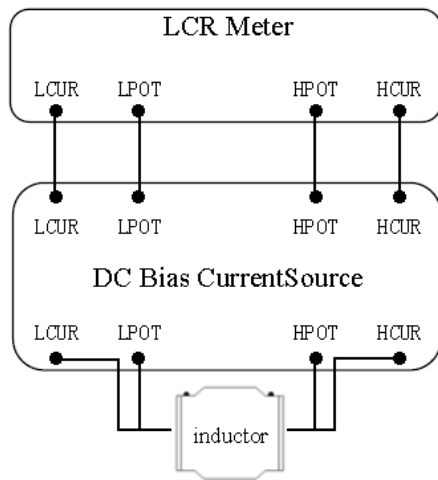 LCR Meter
LCUR LPOT HPOT HCUR
LCUR LPOT HPOT HCUR
DC Bias CurrentSource
LCUR LPOT HPOT HCUR
inductor